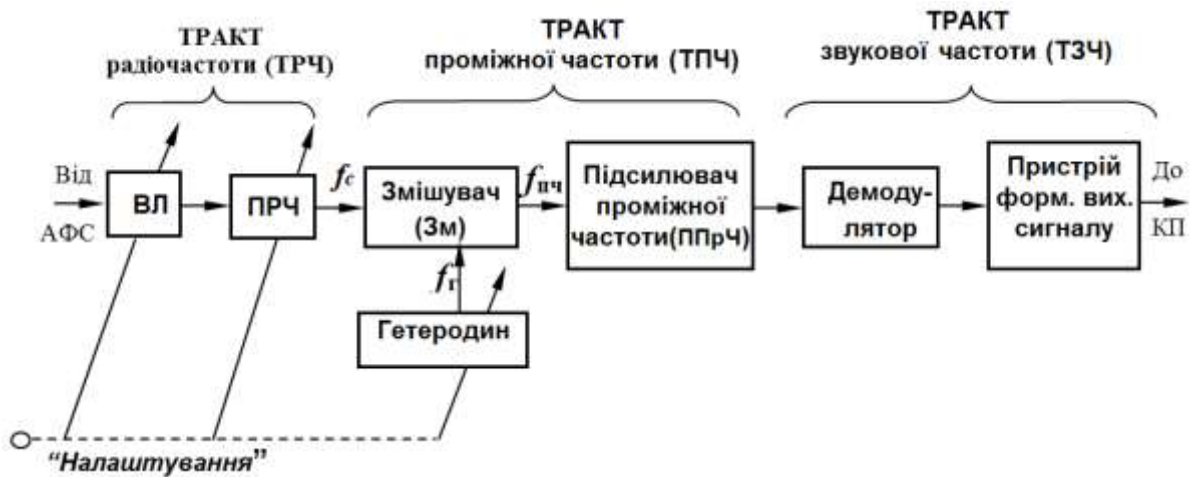 ТРАКТ
радіочастоти (ТРЧ)
ТРАКТ
проміжної частоти (ТПЧ)
ТРАКТ
звукової частоти (ТЗЧ)
Від
АФС
ВЛ
ПРЧ
fс
Змішувач
(Зм)
fпч
Підсилювач
проміжної
частоти(ППрЧ)
Демоду-
лятор
Пристрій
форм. вих.
сигналу
До
КП
fг
Гетеродин
“Налаштування”